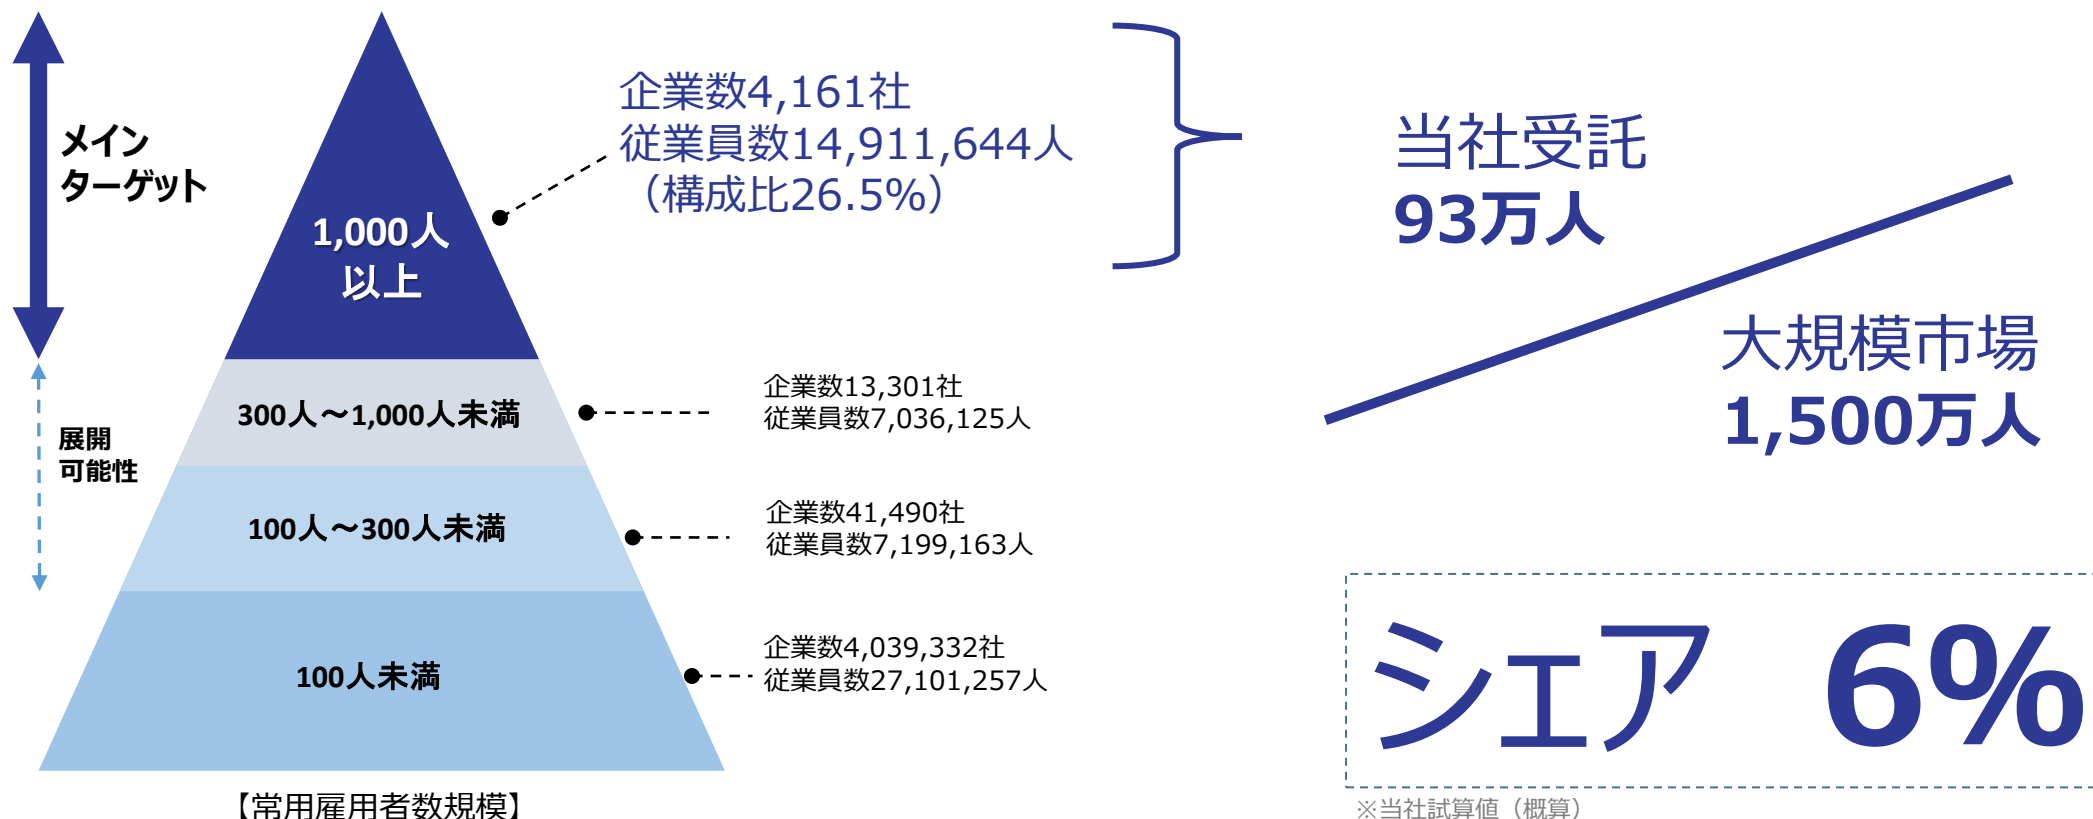 メイン
ターゲット
1,000人
以上
企業数4,161社
従業員数14,911,644人
（構成比26.5%）
300人～1,000人未満
企業数13,301社
従業員数7,036,125人
展開
可能性
100人～300人未満
企業数41,490社
従業員数7,199,163人
100人未満
企業数4,039,332社
従業員数27,101,257人
【常用雇用者数規模】
当社受託
93万人
大規模市場
1,500万人
シェア 6%
※当社試算値（概算）